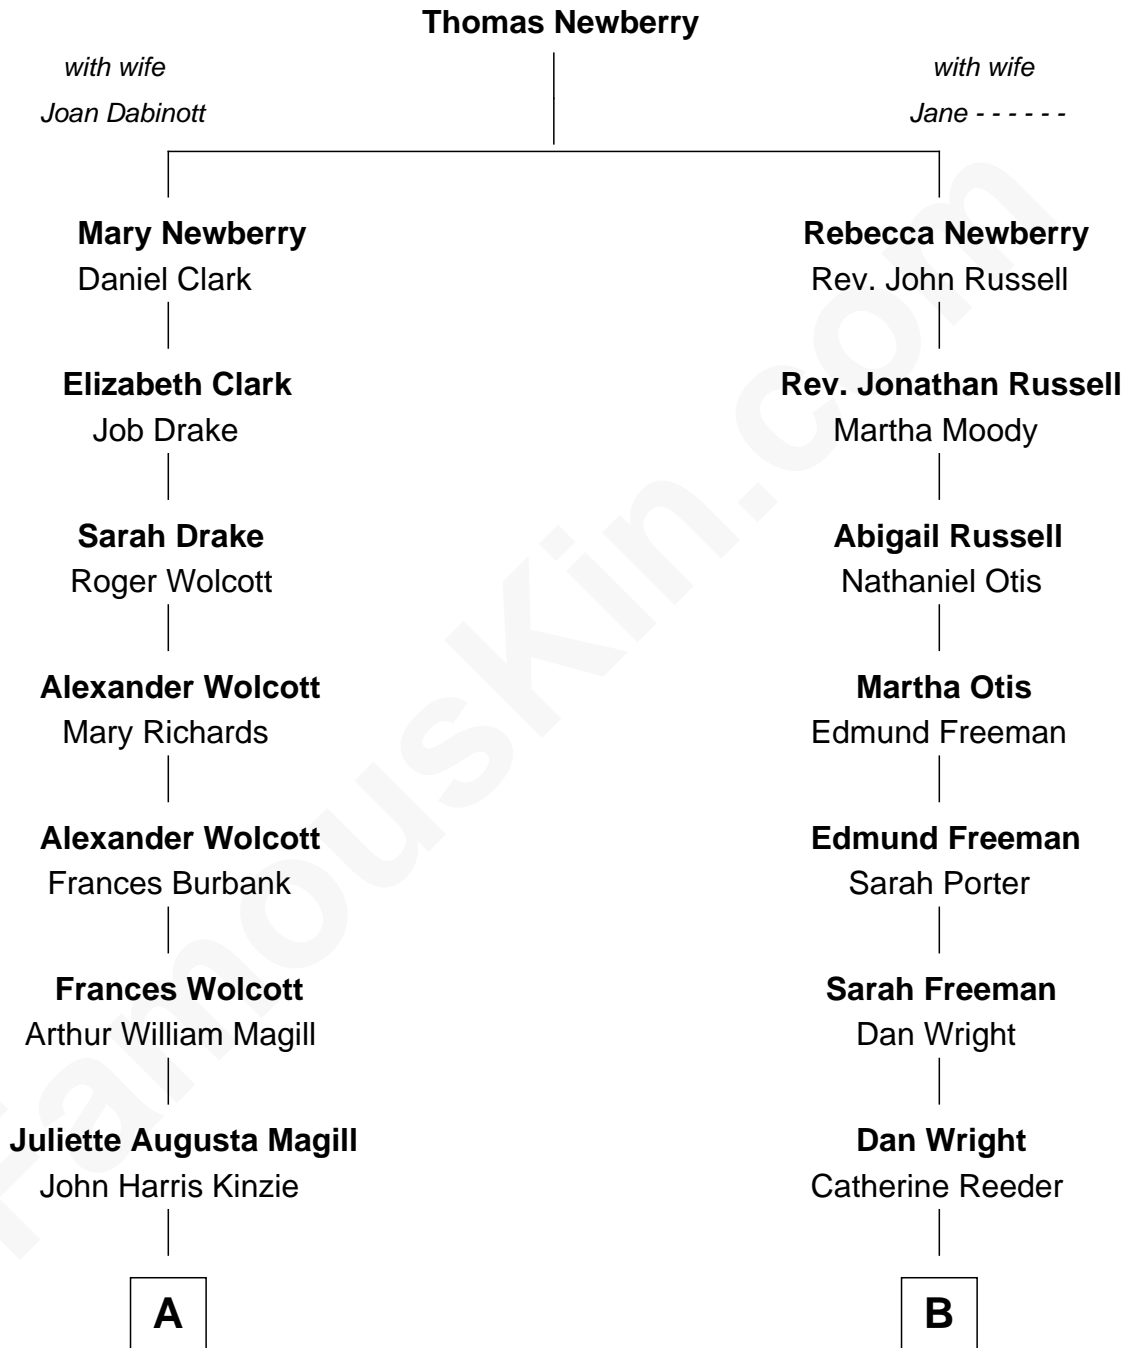 Thomas Newberry
with wife
Joan Dabinott
with wife
Jane - - - - - -
Mary Newberry
Daniel Clark
Rebecca Newberry
Rev. John Russell
Elizabeth Clark
Job Drake
Rev. Jonathan Russell
Martha Moody
Sarah Drake
Roger Wolcott
Abigail Russell
Nathaniel Otis
Alexander Wolcott
Mary Richards
Martha Otis
Edmund Freeman
Alexander Wolcott
Frances Burbank
Edmund Freeman
Sarah Porter
Frances Wolcott
Arthur William Magill
Sarah Freeman
Dan Wright
Juliette Augusta Magill
John Harris Kinzie
Dan Wright
Catherine Reeder
A
B
FamousKin.com